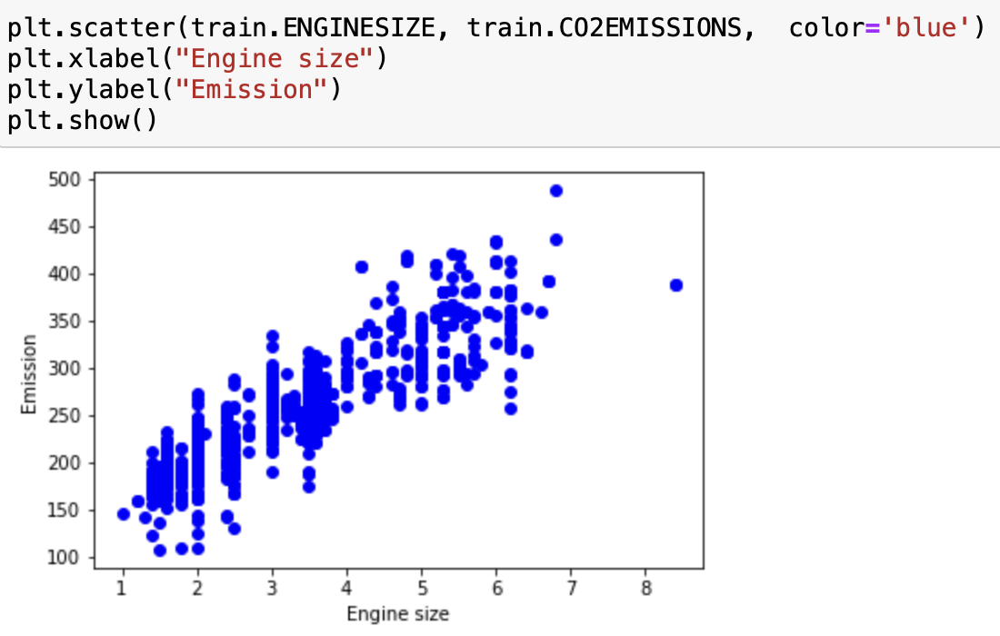 plt.scatter(train.ENGINESIZE, train.CO2EMISSIONS,  color='blue')
plt.xlabel("Engine size")
plt.ylabel("Emission")
plt.show()
500
450
400
350
300
250
200
150
100
Emission
1 2 3 4 5 6 7 8
Engine size